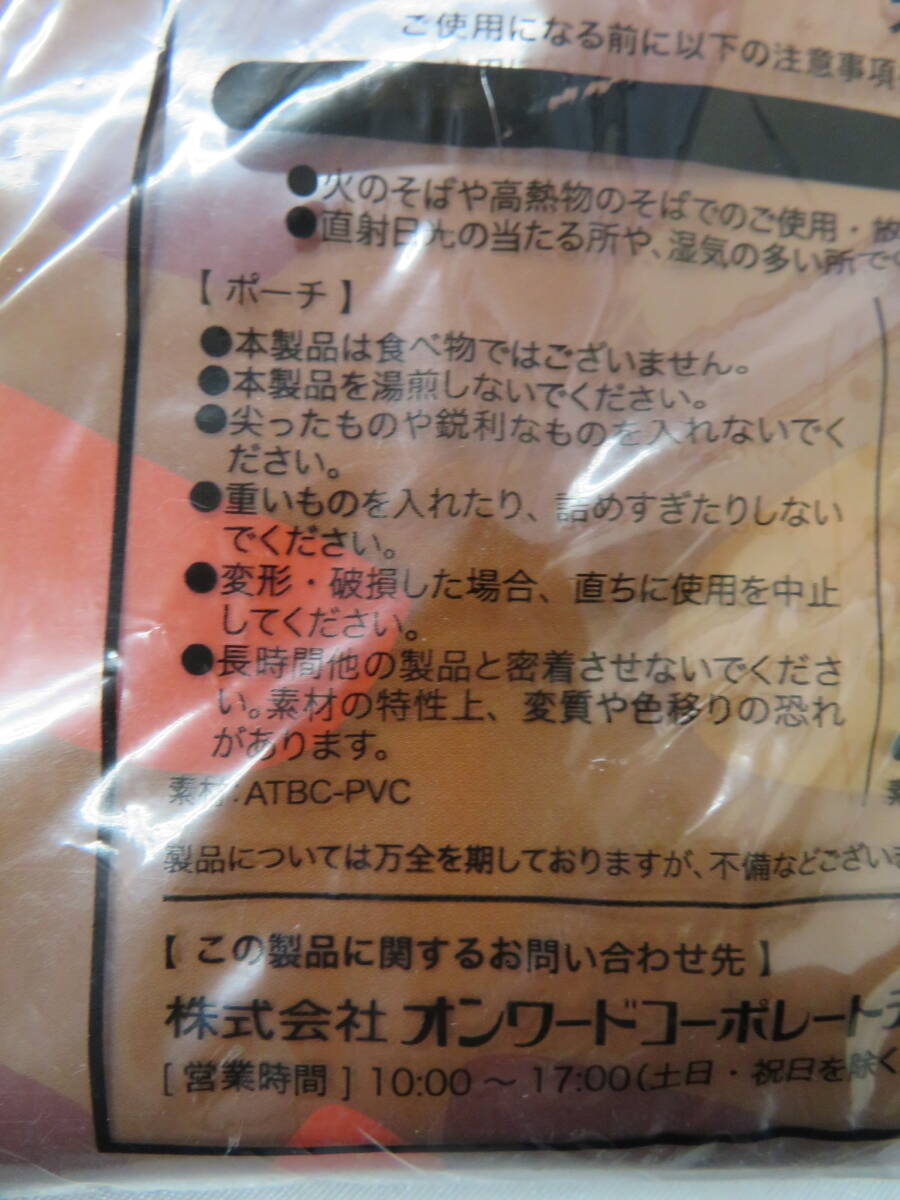 ご使用になる前に以下の注意事項
●火のそばや高熱物のそばでのご使用・放
●直射日光の当たる所や、湿気の多い所で
【 ポーチ 】
●本製品は食べ物ではございません。
●本製品を湯煎しないでください。
●尖ったものや鋭利なものを入れないでく
ださい。
●重いものを入れたり、詰めすぎたりしない
でください。
●変形・破損した場合、直ちに使用を中止
してください。
●長時間他の製品と密着させないでくださ
い。素材の特性上、変質や色移りの恐れ
があります。
素材:ATBC-PVC
製品については万全を期しておりますが、不備などござい
【 この製品に関するお問い合わせ先 】
株式会社 オンワードコーポレート
[ 営業時間 ] 10:00 ~ 17:00(土日・祝日を除く